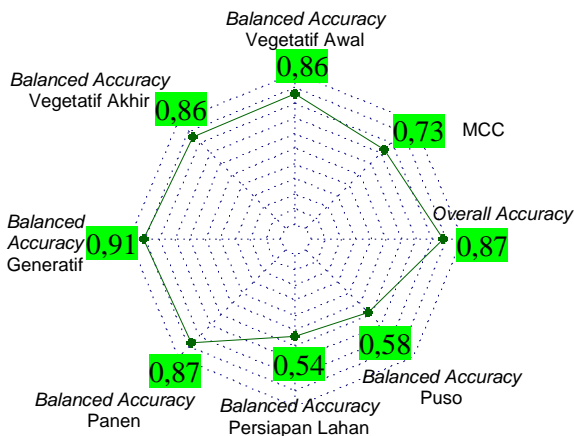 Balanced Accuracy
Vegetatif Awal
0,86
Balanced Accuracy
Vegetatif Akhir
0,86
0,73
MCC
Balanced
Accuracy
Generatif
0,91
Overall Accuracy
0,87
0,87
Balanced Accuracy
Panen
0,54
Balanced Accuracy
Persiapan Lahan
0,58
Balanced Accuracy
Puso